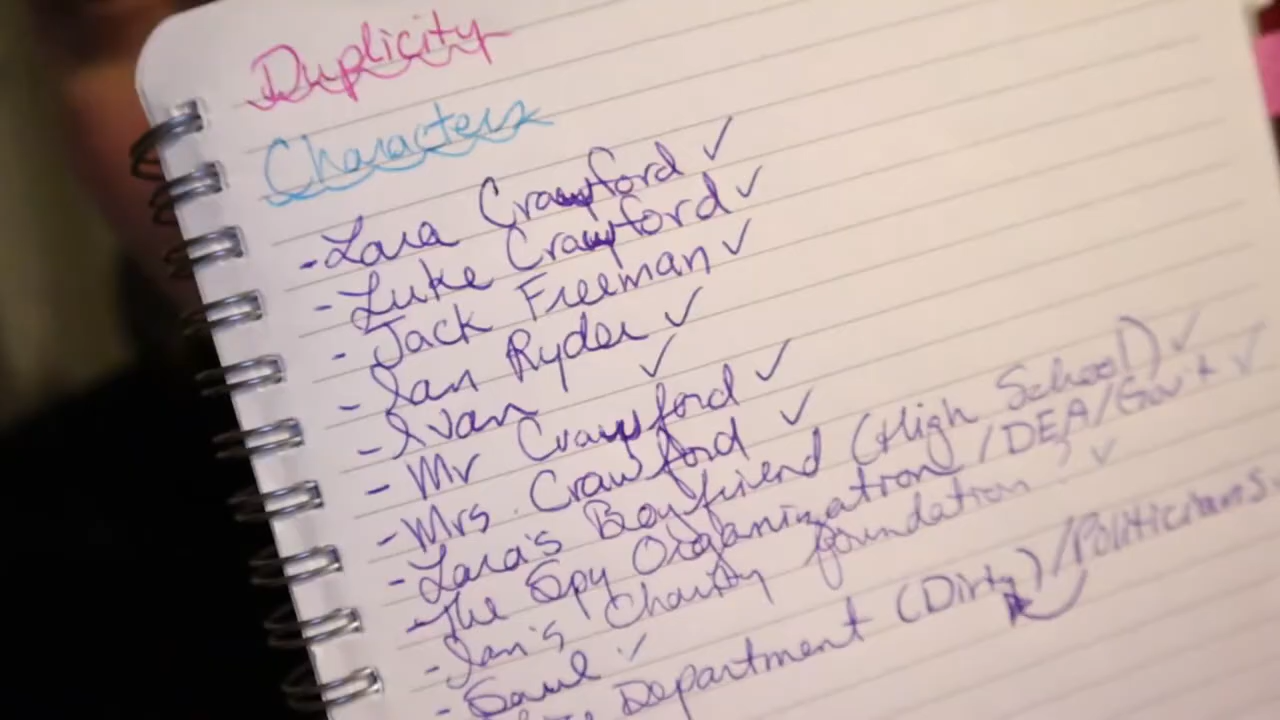 Duplicity
Characters
- Lara Crawford ✓
- Luke Crawford ✓
- Jack Freeman ✓
- Ian Ryder ✓
- Ivan ✓
- Mr Crawford ✓
- Mrs. Crawford ✓
- Lara's Boyfriend (High School) ✓
- The Spy Organization/DEA/Gov't ✓
- Ian's Charity foundation ? ✓
- Saul ✓
Department (Dirty)/Politicians